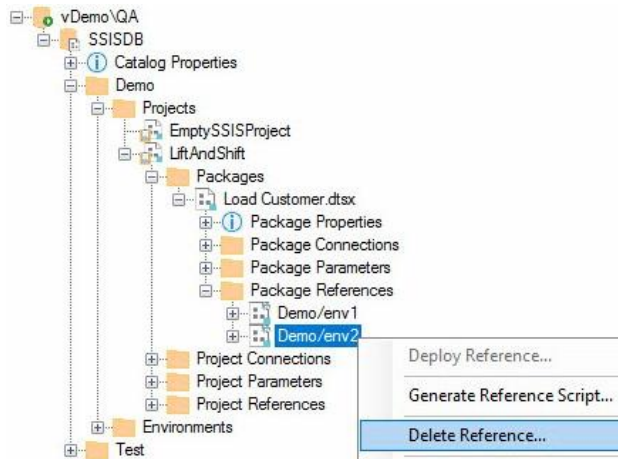 vDemo\QA
SSISDB
Catalog Properties
Demo
Projects
EmptySSISProject
LiftAndShift
Packages
Load Customer.dtsx
Package Properties
Package Connections
Package Parameters
Package References
Demo/env1
Demo/env2
Project Connections
Project Parameters
Project References
Environments
Test
Deploy Reference...
Generate Reference Script...
Delete Reference...